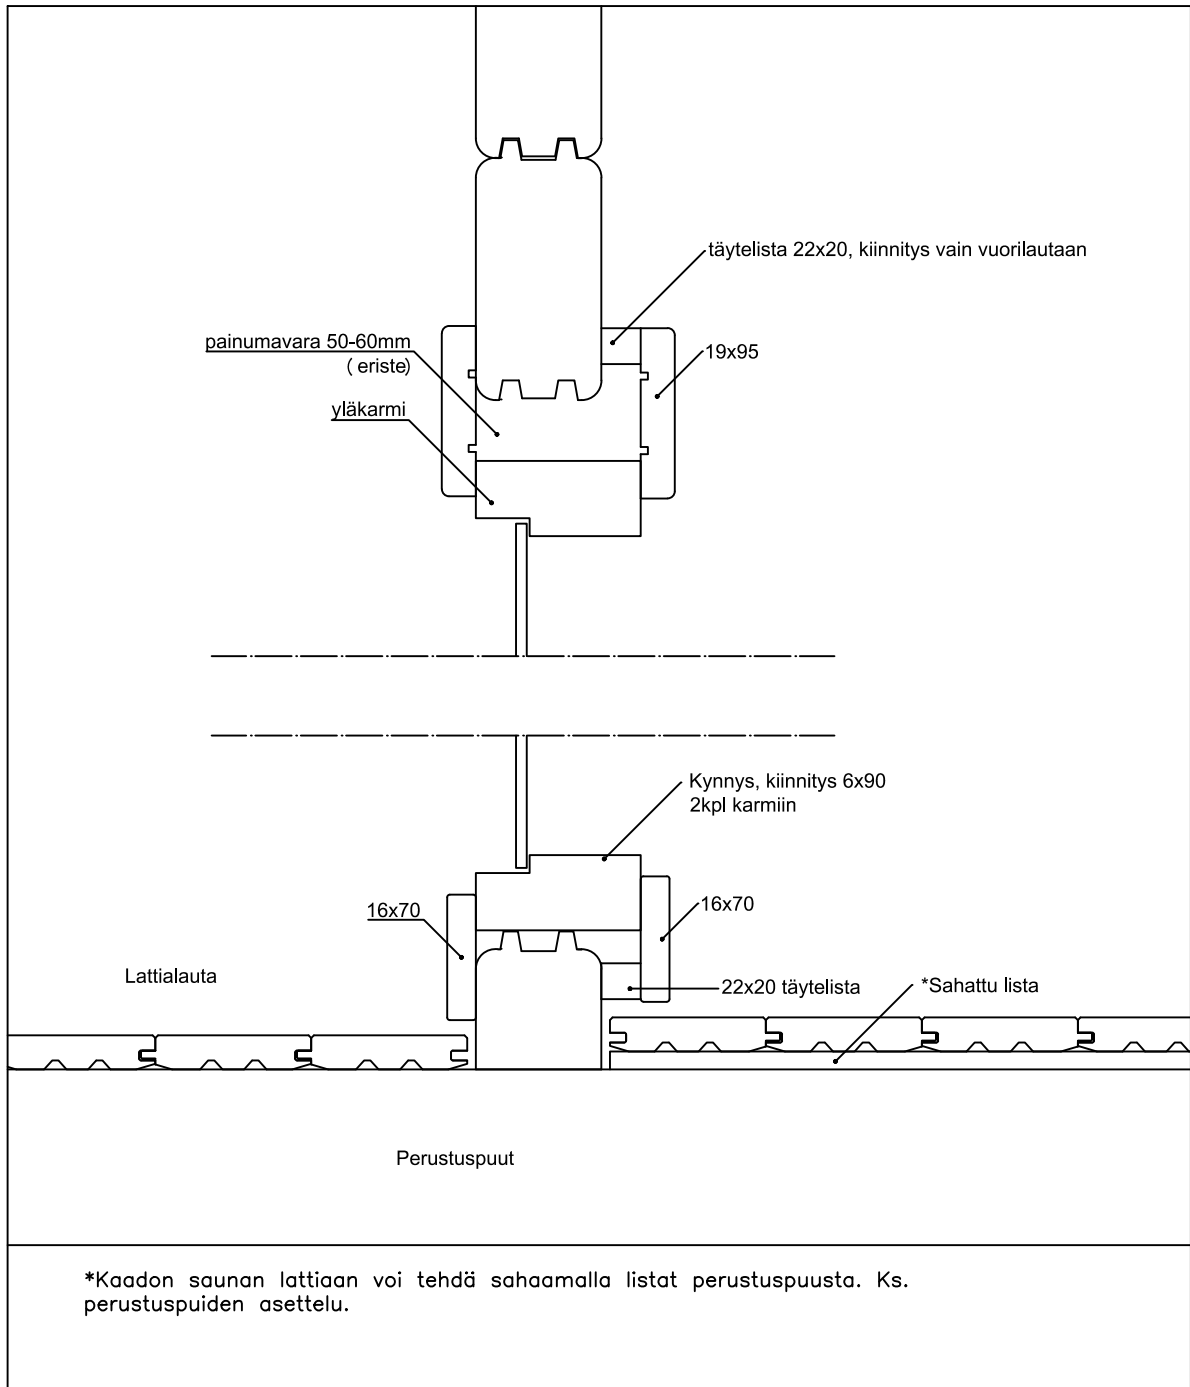 täytelista 22x20, kiinnitys vain vuorilautaan
painumavara 50-60mm
(eriste)
19x95
yläkarmi
Kynnys, kiinnitys 6x90
2kpl karmiin
16x70
16x70
Lattialauta
22x20 täytelista
*Sahattu lista
Perustuspuut
*Kaadon saunan lattiaan voi tehdä sahaamalla listat perustuspuusta. Ks.
perustuspuiden asettelu.